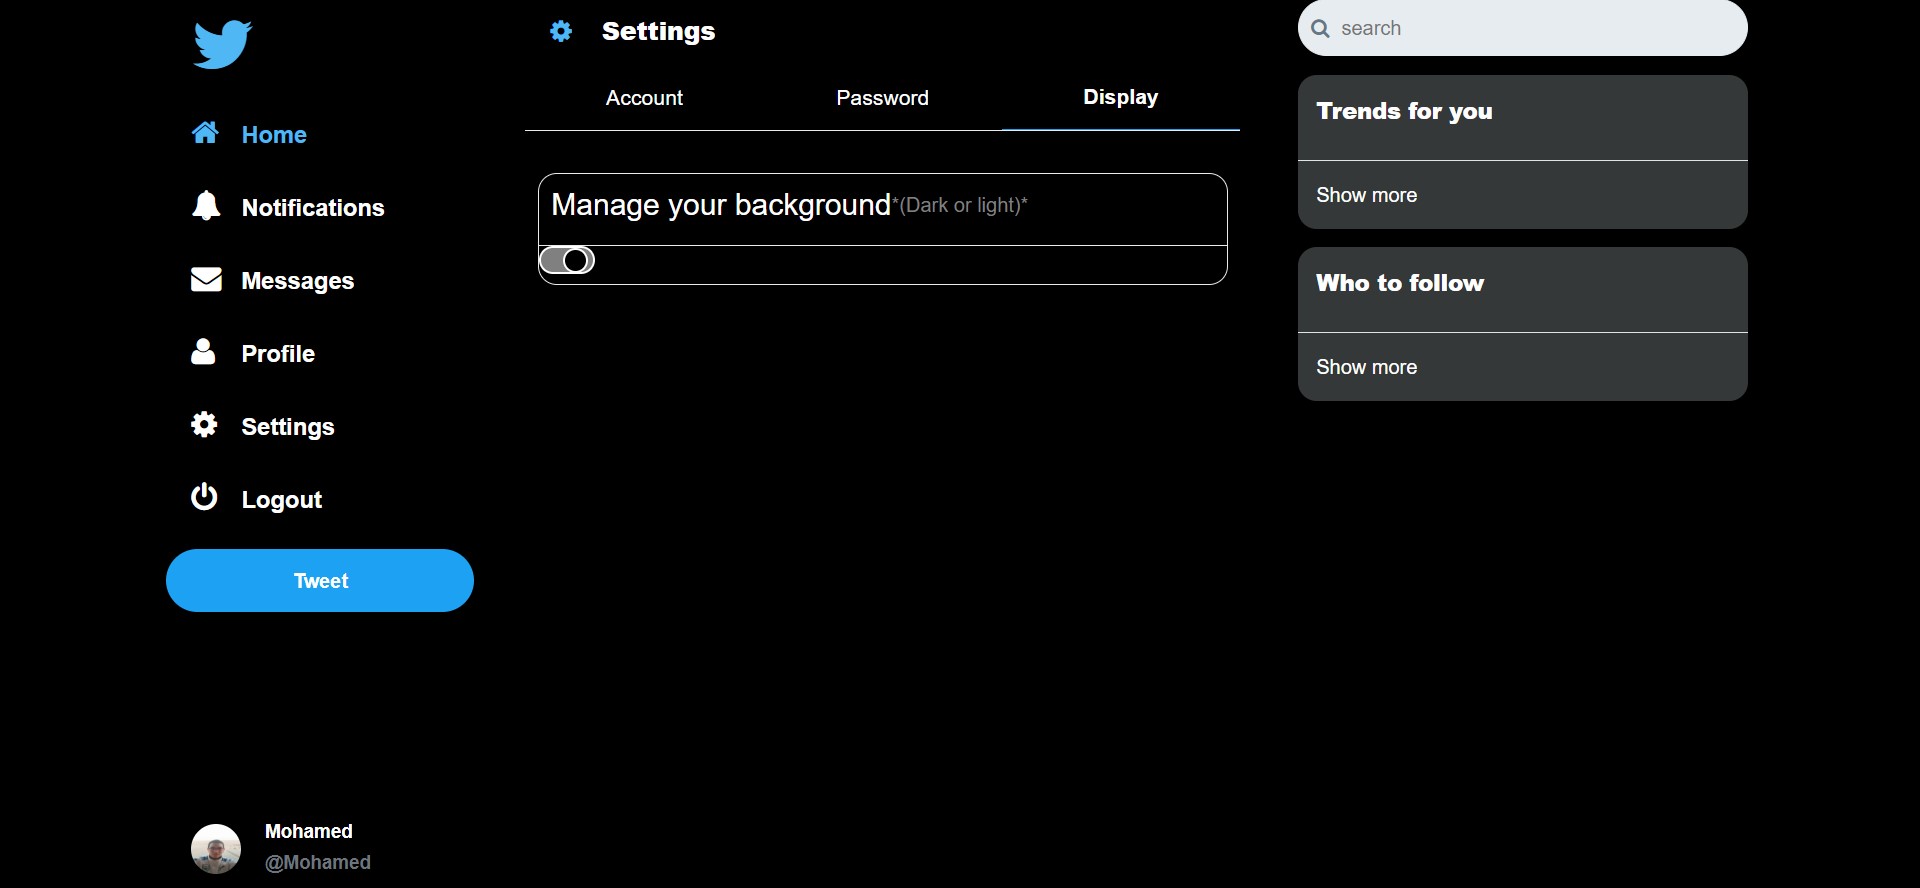 Home
Notifications
Messages
Profile
Settings
Logout
Tweet
Mohamed
@Mohamed
Settings
Account
Password
Display
Manage your background*(Dark or light)*
search
Trends for you
Show more
Who to follow
Show more